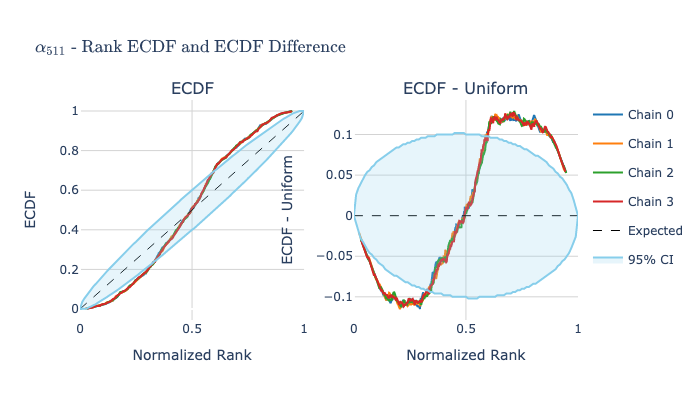 α₅₁₁ - Rank ECDF and ECDF Difference
ECDF
ECDF - Uniform
ECDF
1
0.8
0.6
0.4
0.2
0
0
0.5
1
Normalized Rank
ECDF - Uniform
0.1
0.05
0
−0.05
−0.1
0
0.5
1
Normalized Rank
Chain 0
Chain 1
Chain 2
Chain 3
Expected
95% CI